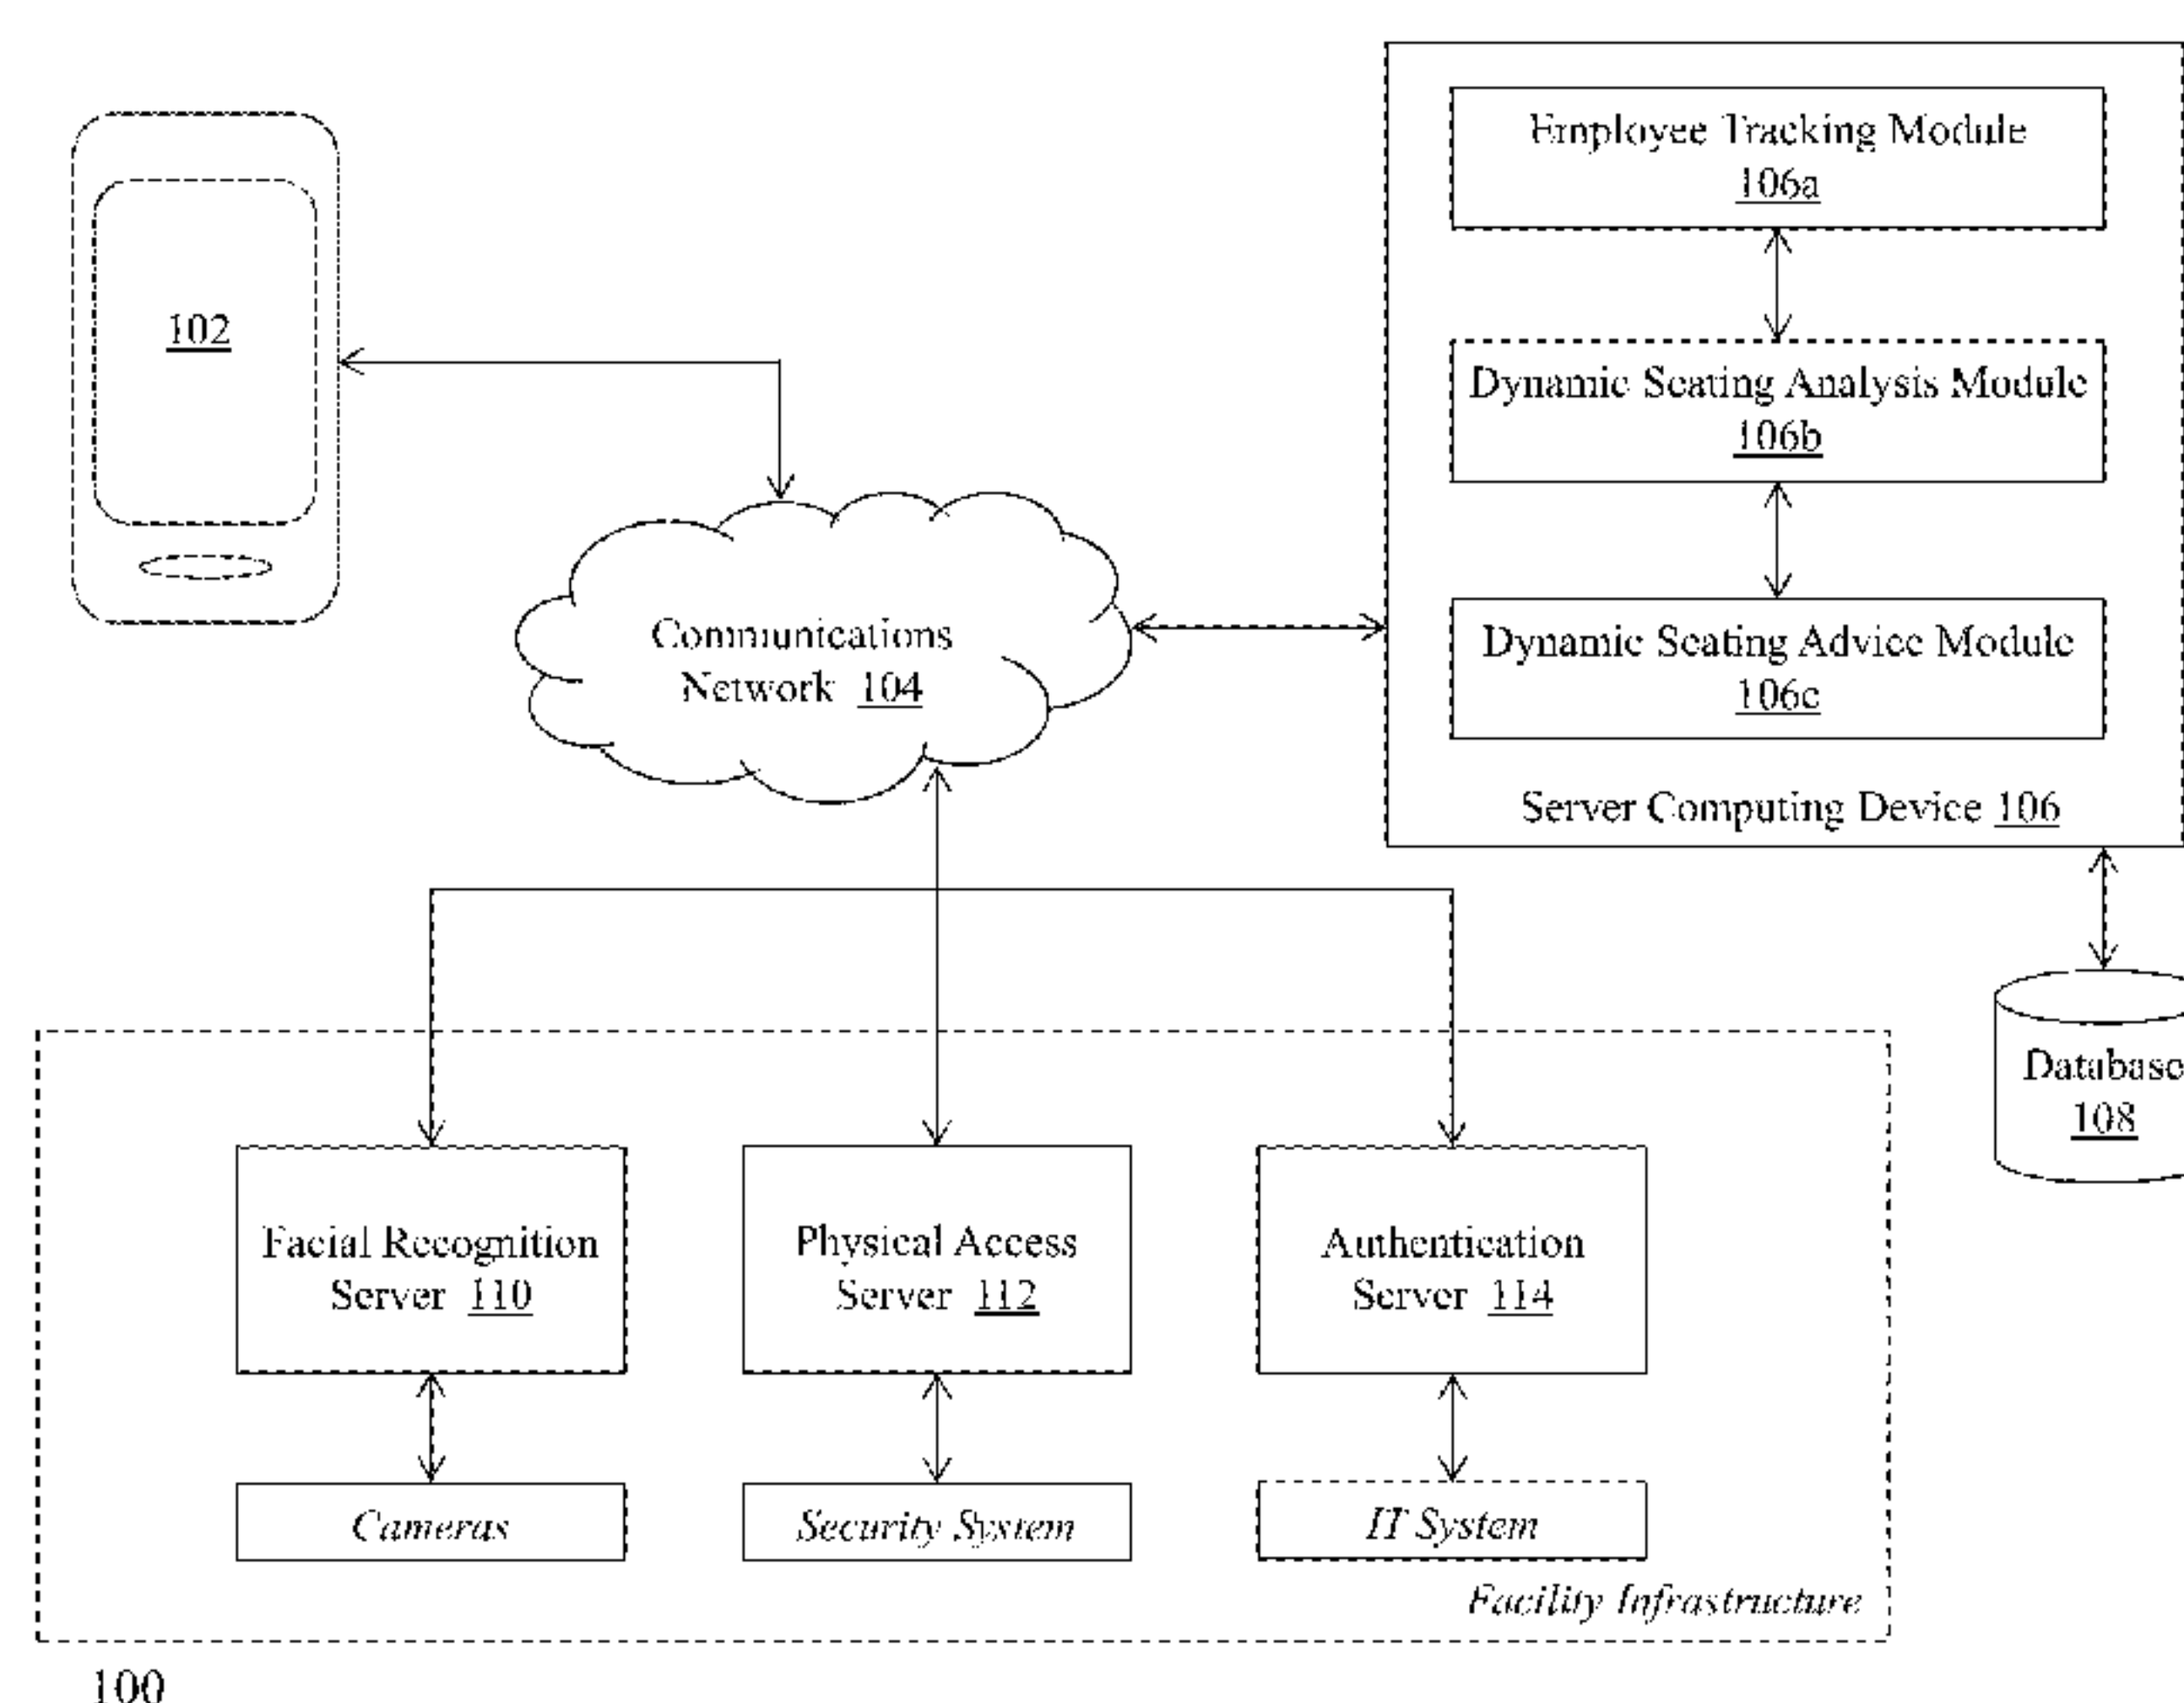 Employee Tracking Module
106a
102
Dynamic Seating Analysis Module
106b
Communications
Network 104
Dynamic Seating Advice Module
106c
Server Computing Device 106
Database
108
Facial Recognition
Server 110
Physical Access
Server 112
Authentication
Server 114
Cameras
Security System
IT System
Facility Infrastructure
100